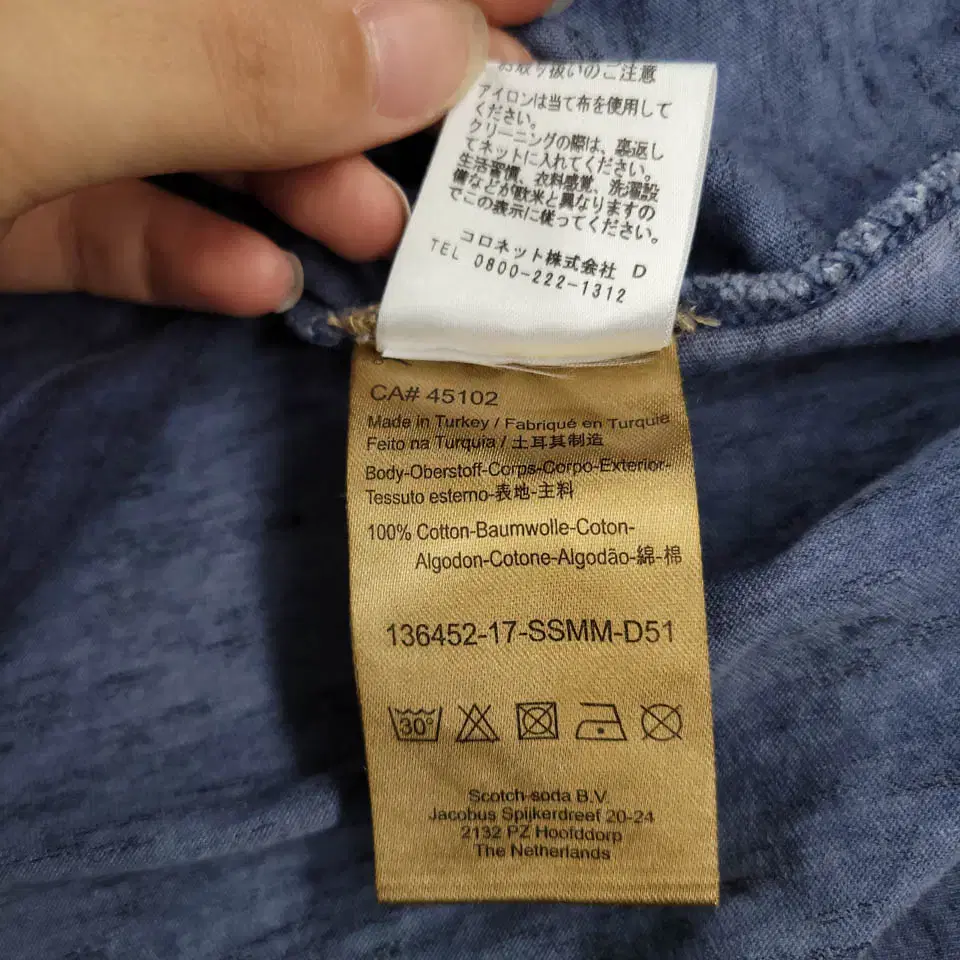 お取り扱いのご注意
アイロンは当て布を使用して
ください。
クリーニングの際は、裏返し
てネットに入れてください。
生活習慣、衣料感覚、洗濯設
備などが欧米と異なりますの
でこの表示に従ってください。
コロネット株式会社 D
TEL 0800-222-1312
CA# 45102
Made in Turkey / Fabriqué en Turquie
Feito na Turquia / 土耳其制造
Body-Oberstoff-Corps-Corpo-Exterior-
Tessuto esterno-表地-主料
100% Cotton-Baumwolle-Coton-
Algodon-Cotone-Algodão-綿-棉
136452-17-SSMM-D51
30°
Scotch-soda B.V
Jacobus Spijkerdreef 20-24
2132 PZ Hoofddorp
The Netherlands